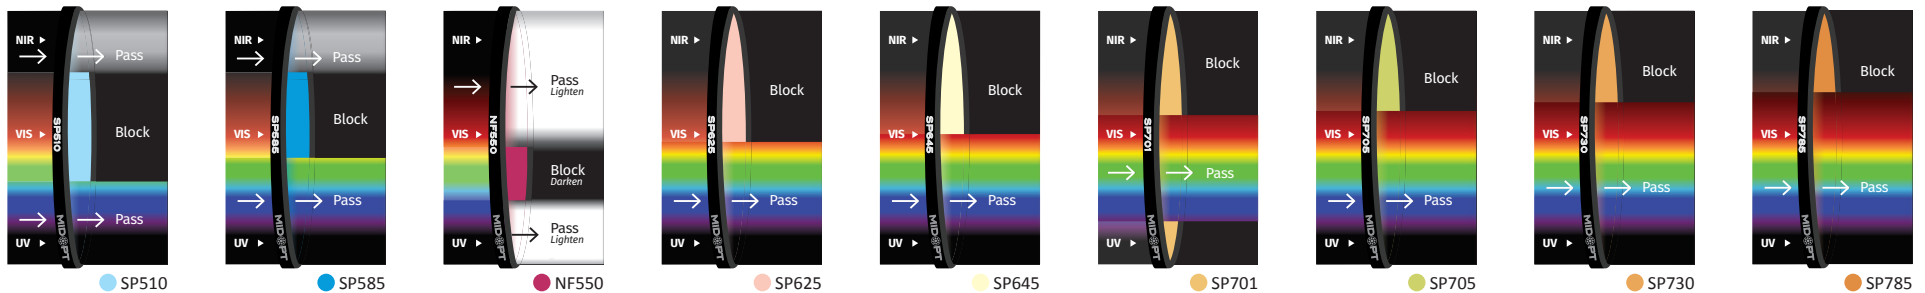 NIR
Pass
VIS
SP510
Block
Pass
UV
MIDOPT
SP510
NIR
Pass
VIS
SP585
Block
Pass
UV
MIDOPT
SP585
NIR
Pass
Lighten
VIS
NF550
Block
Darken
Pass
Lighten
UV
MIDOPT
NF550
NIR
Block
VIS
SP625
Pass
UV
MIDOPT
SP625
NIR
Block
VIS
SP645
Pass
UV
MIDOPT
SP645
NIR
Block
VIS
SP701
Pass
UV
MIDOPT
SP701
NIR
Block
VIS
SP705
Pass
UV
MIDOPT
SP705
NIR
Block
VIS
SP730
Pass
UV
MIDOPT
SP730
NIR
Block
VIS
SP785
Pass
UV
MIDOPT
SP785